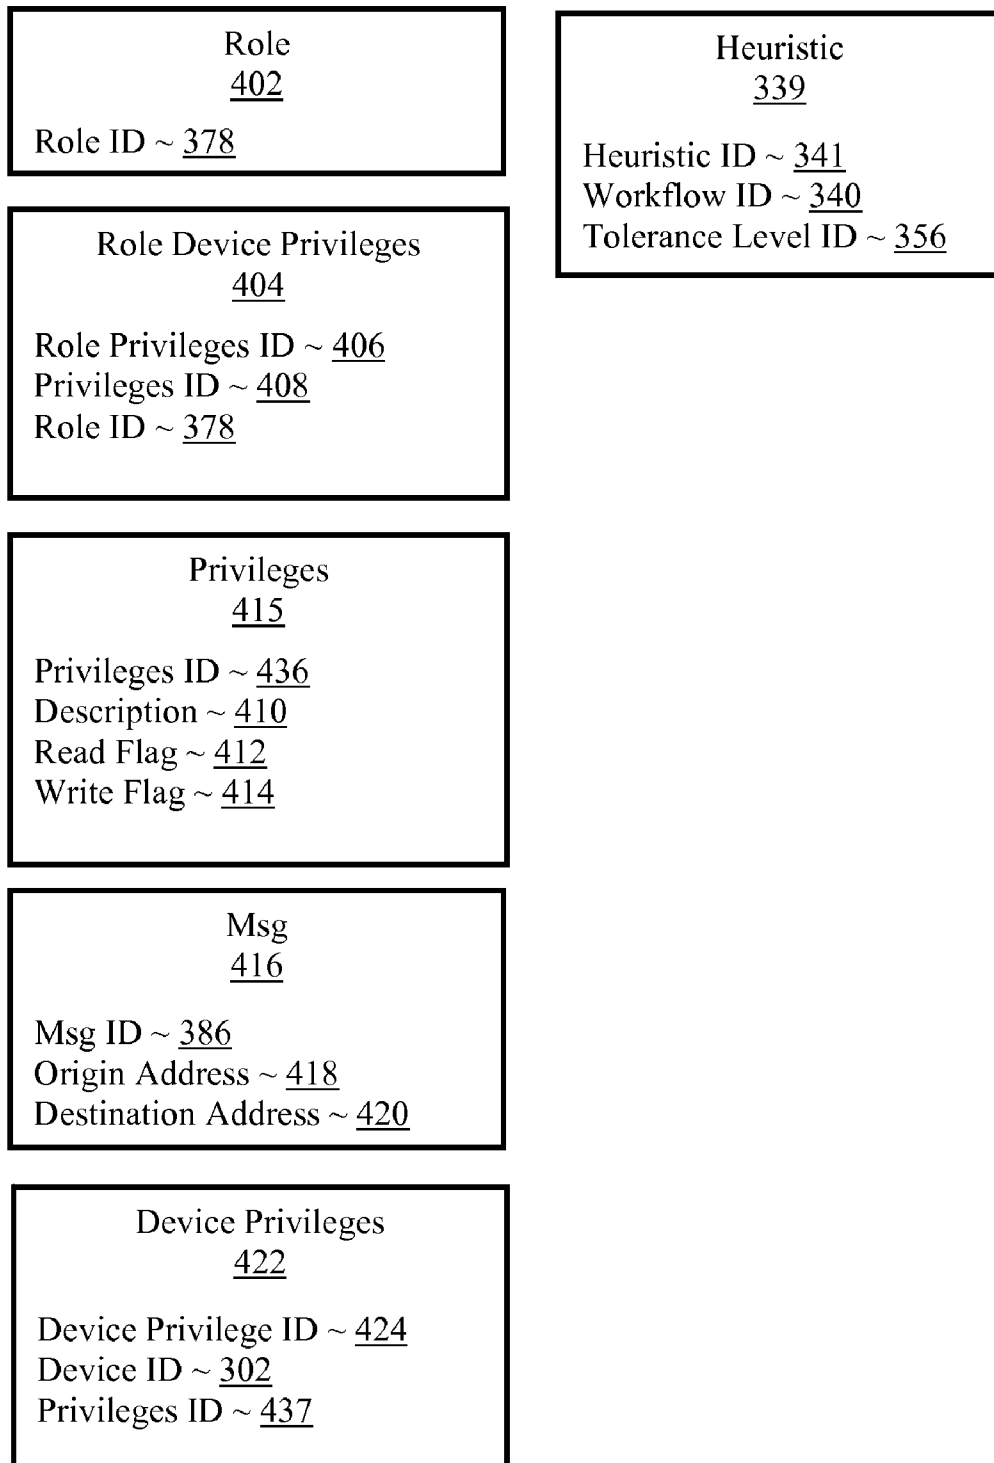 Role
402
Role ID ~ 378
Role Device Privileges
404
Role Privileges ID ~ 406
Privileges ID ~ 408
Role ID ~ 378
Privileges
415
Privileges ID ~ 436
Description ~ 410
Read Flag ~ 412
Write Flag ~ 414
Msg
416
Msg ID ~ 386
Origin Address ~ 418
Destination Address ~ 420
Device Privileges
422
Device Privilege ID ~ 424
Device ID ~ 302
Privileges ID ~ 437
Heuristic
339
Heuristic ID ~ 341
Workflow ID ~ 340
Tolerance Level ID ~ 356